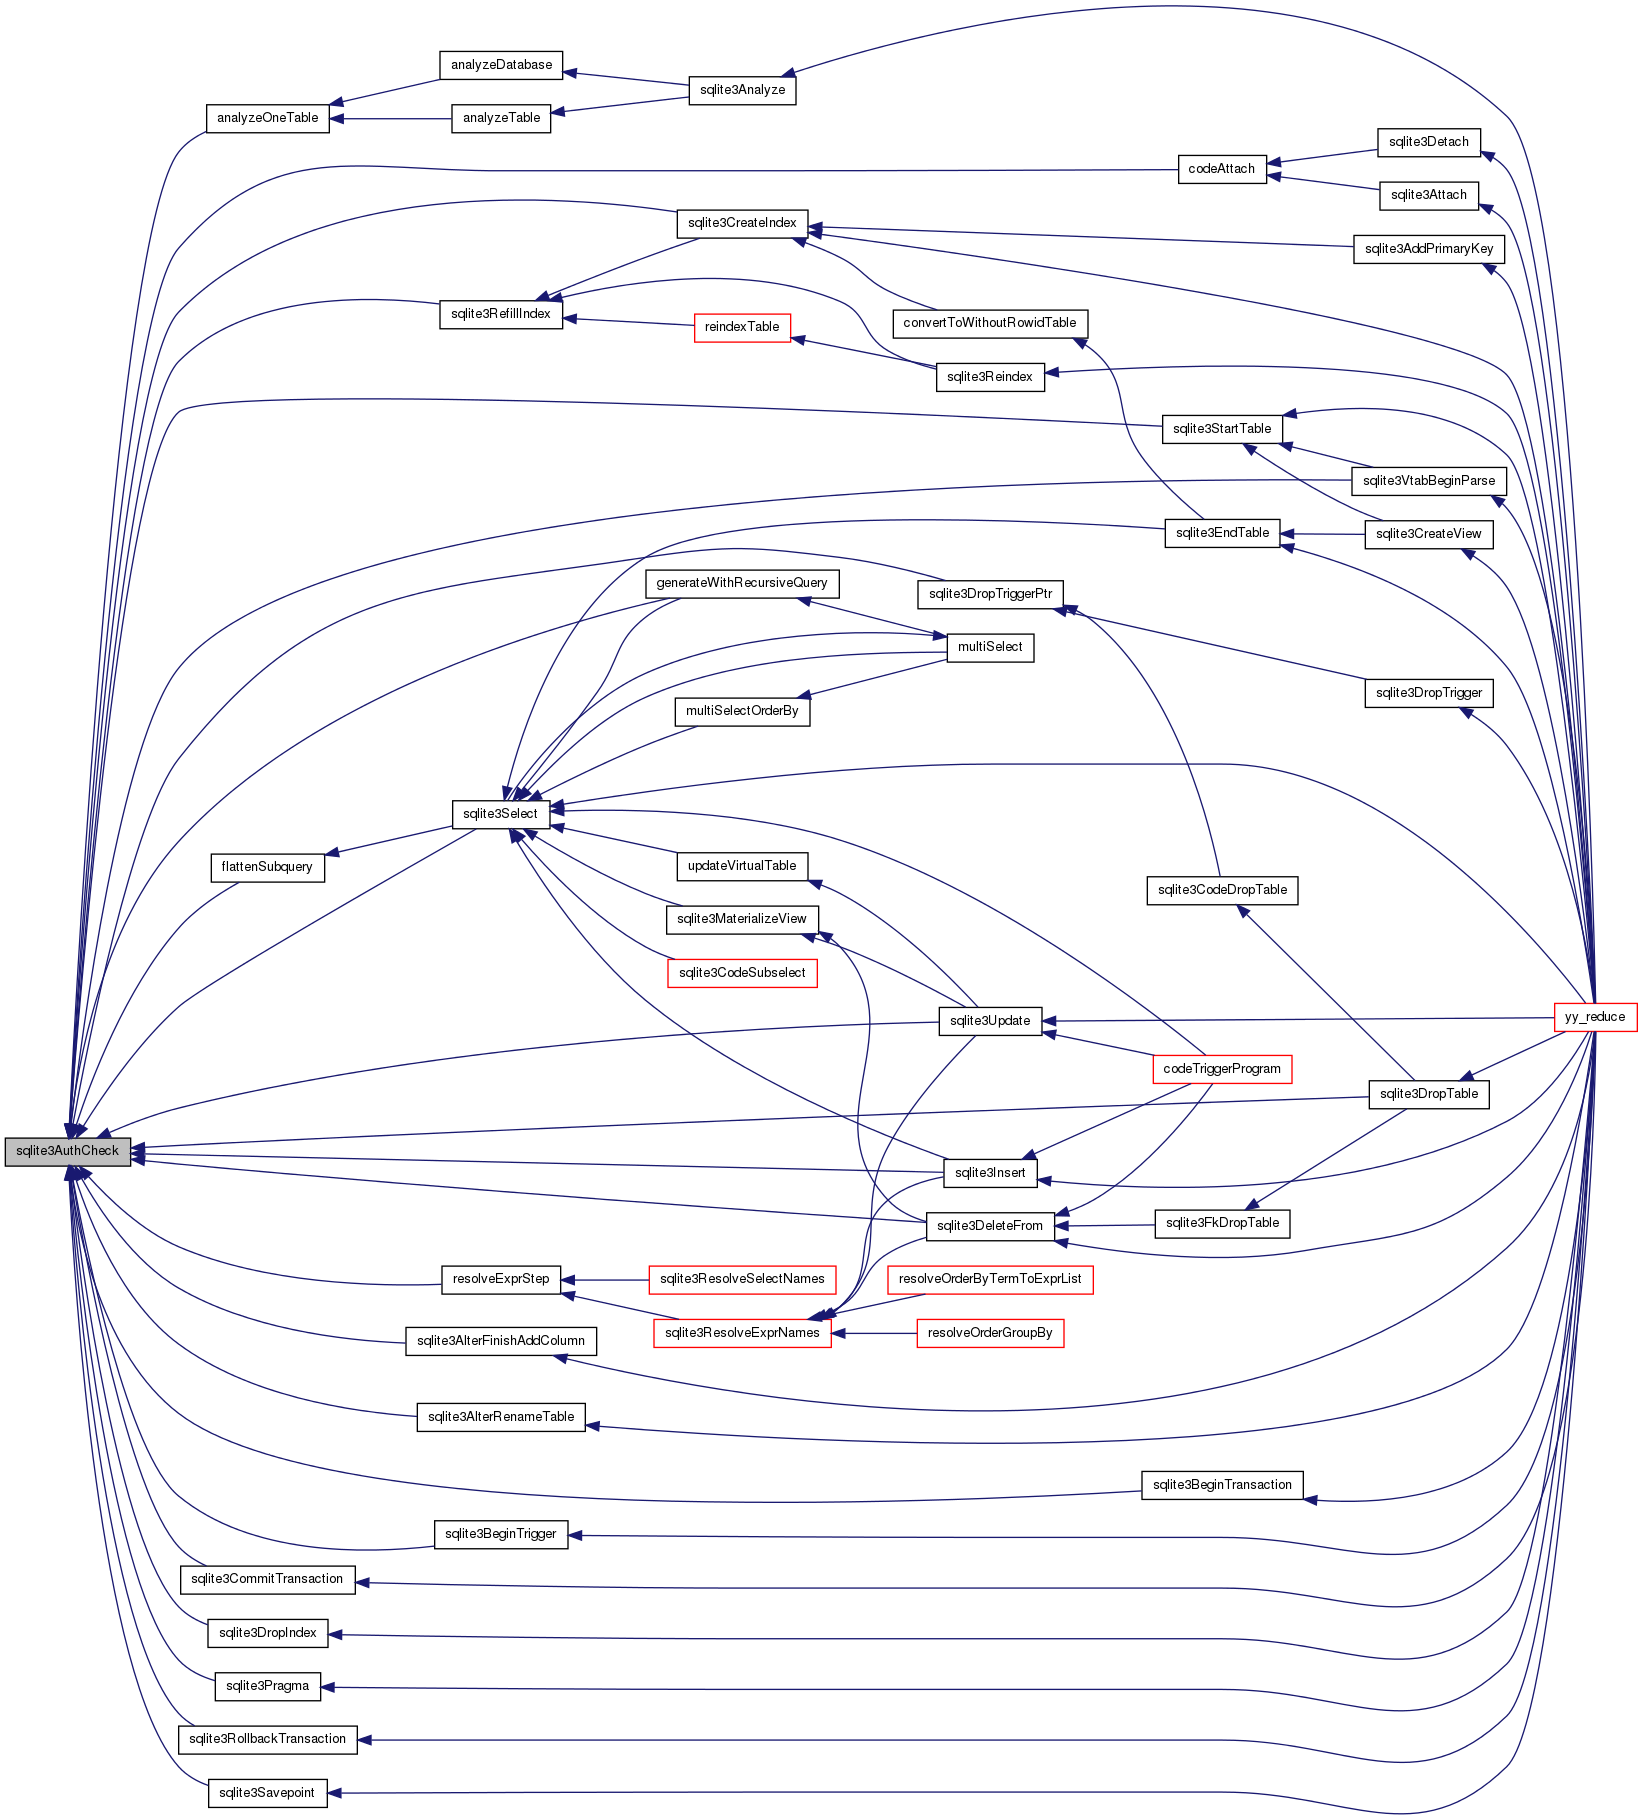 analyzeDatabase
sqlite3Analyze
analyzeOneTable
analyzeTable
sqlite3Detach
codeAttach
sqlite3Attach
sqlite3CreateIndex
sqlite3AddPrimaryKey
sqlite3RefillIndex
reindexTable
convertToWithoutRowidTable
sqlite3Reindex
sqlite3StartTable
sqlite3VtabBeginParse
sqlite3EndTable
sqlite3CreateView
generateWithRecursiveQuery
sqlite3DropTriggerPtr
multiSelect
sqlite3DropTrigger
multiSelectOrderBy
sqlite3Select
flattenSubquery
updateVirtualTable
sqlite3CodeDropTable
sqlite3MaterializeView
sqlite3CodeSubselect
sqlite3Update
yy_reduce
codeTriggerProgram
sqlite3DropTable
sqlite3AuthCheck
sqlite3Insert
sqlite3DeleteFrom
sqlite3FkDropTable
resolveExprStep
sqlite3ResolveSelectNames
resolveOrderByTermToExprList
sqlite3ResolveExprNames
resolveOrderGroupBy
sqlite3AlterFinishAddColumn
sqlite3AlterRenameTable
sqlite3BeginTransaction
sqlite3BeginTrigger
sqlite3CommitTransaction
sqlite3DropIndex
sqlite3Pragma
sqlite3RollbackTransaction
sqlite3Savepoint